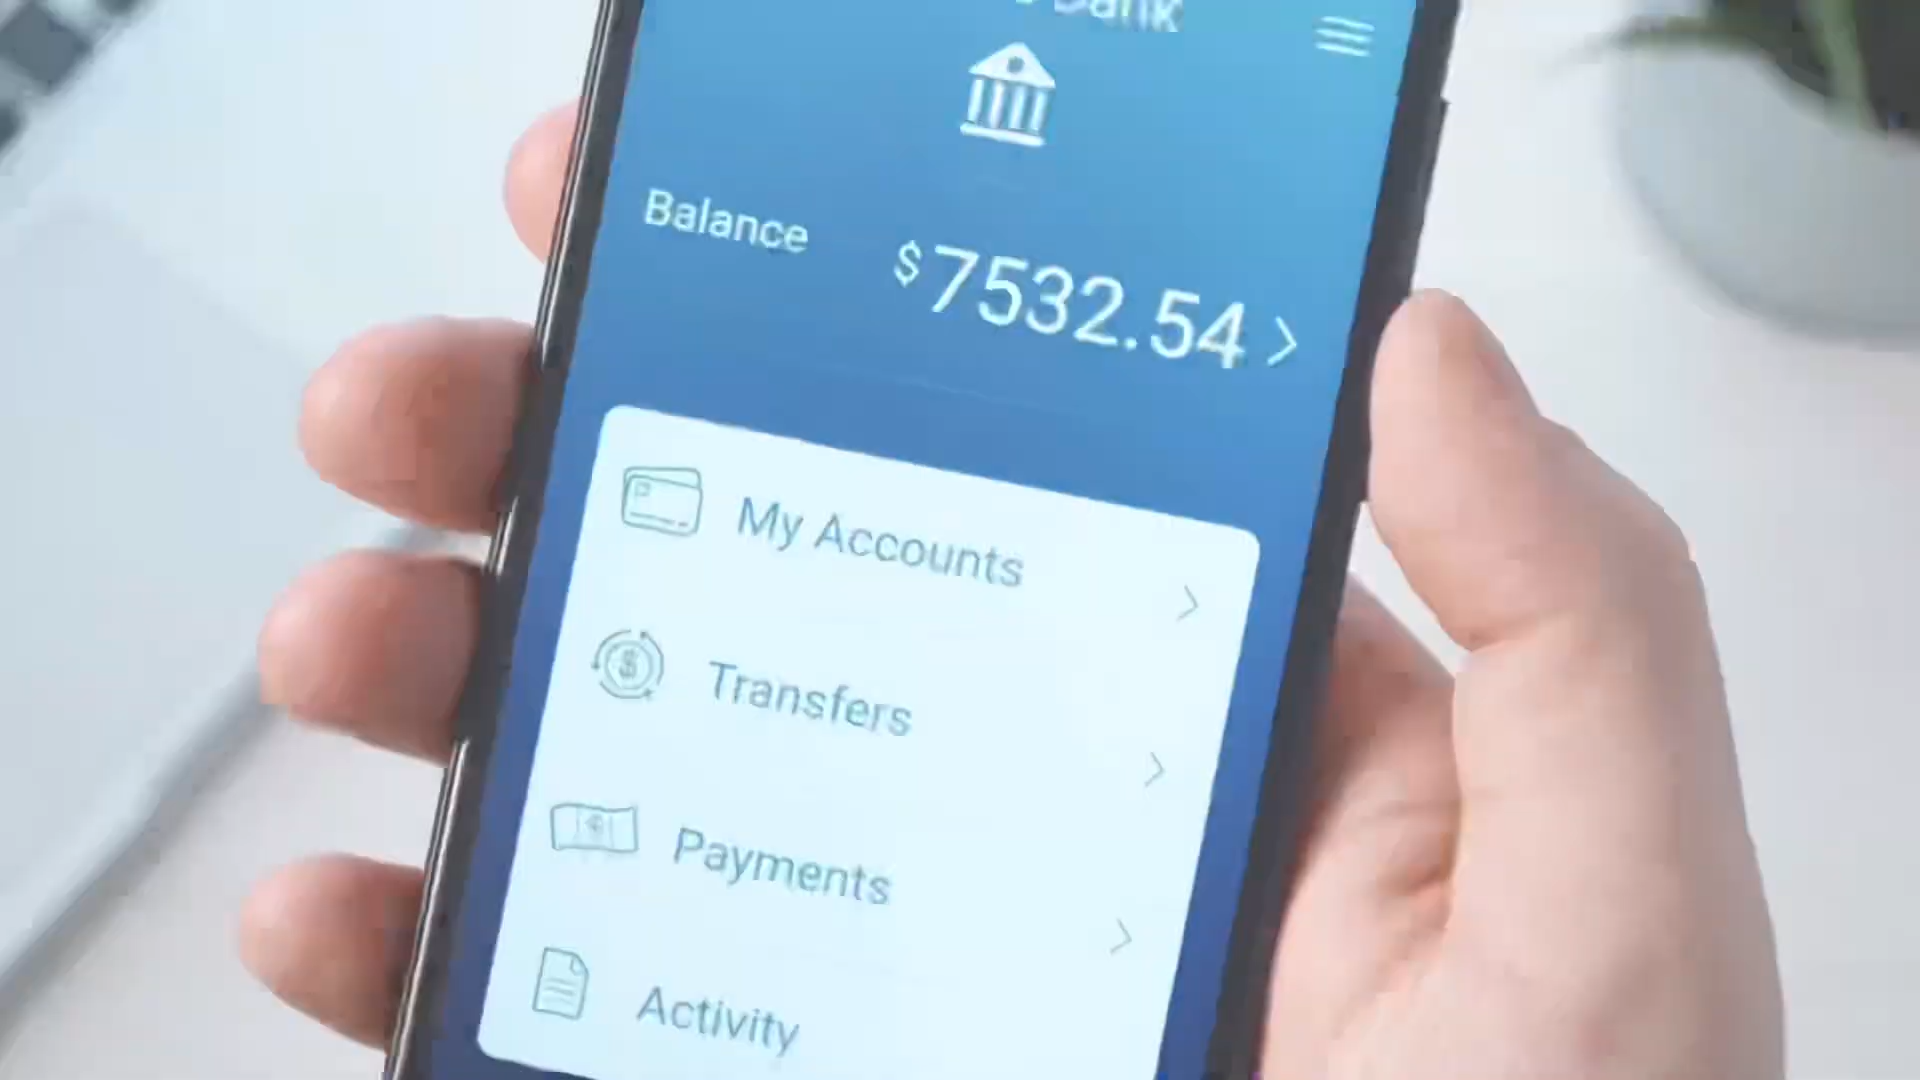 Bank
Balance
$7532.54
My Accounts
Transfers
Payments
Activity